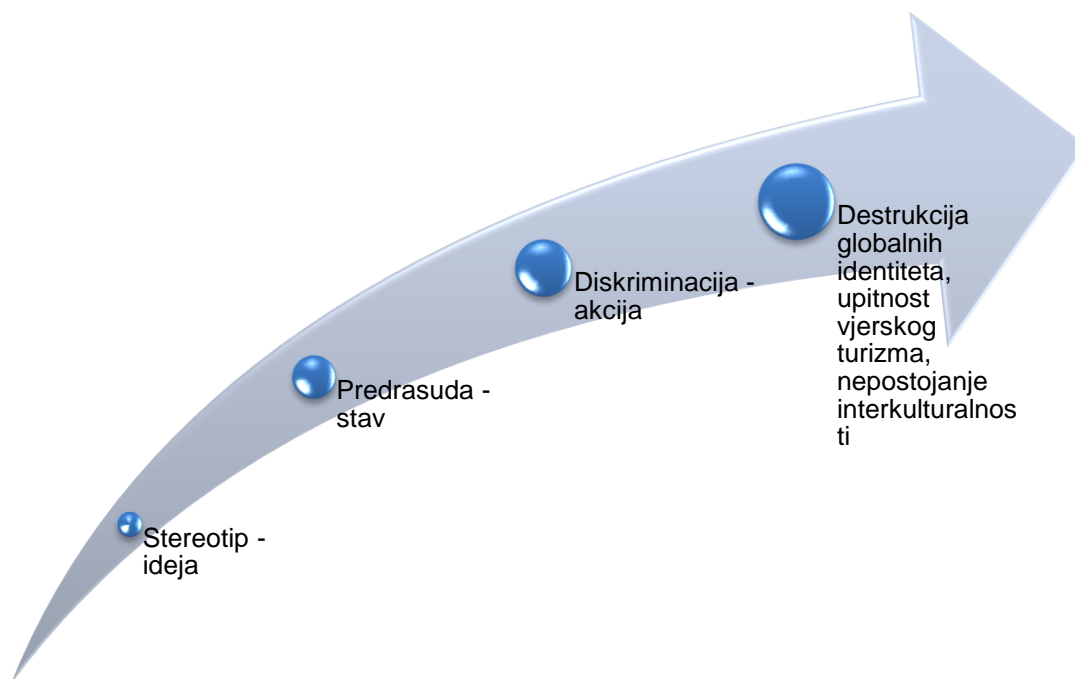 Stereotip -
ideja
Predrasuda -
stav
Diskriminacija -
akcija
Destrukcija
globalnih
identiteta,
upitnost
vjerskog
turizma,
nepostojanje
interkulturalnos
ti